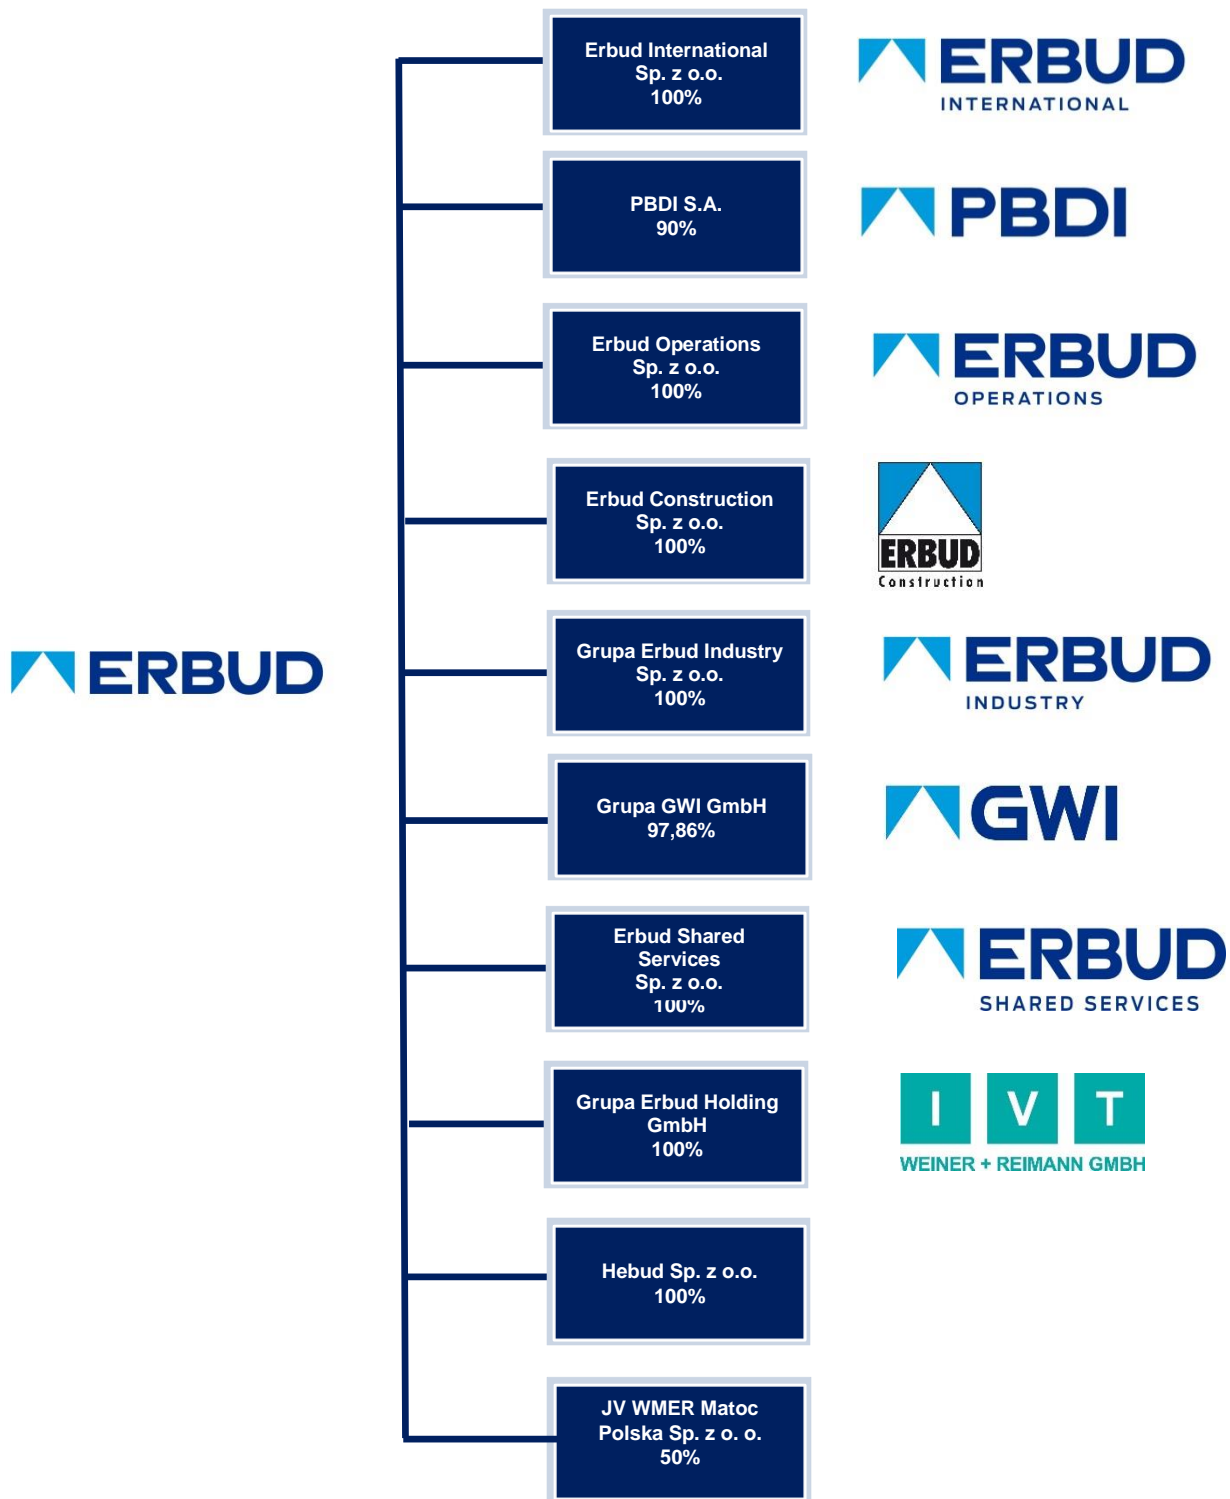 Erbud International
Sp. z o.o.
100%
ERBUD
INTERNATIONAL
PBDI S.A.
90%
PBDI
Erbud Operations
Sp. z o.o.
100%
ERBUD
OPERATIONS
Erbud Construction
Sp. z o.o.
100%
ERBUD
Construction
ERBUD
Grupa Erbud Industry
Sp. z o.o.
100%
ERBUD
INDUSTRY
Grupa GWI GmbH
97,86%
GWI
Erbud Shared
Services
Sp. z o.o.
100%
ERBUD
SHARED SERVICES
Grupa Erbud Holding
GmbH
100%
I V T
WEINER + REIMANN GMBH
Hebud Sp. z o.o.
100%
JV WMER Matoc
Polska Sp. z o. o.
50%